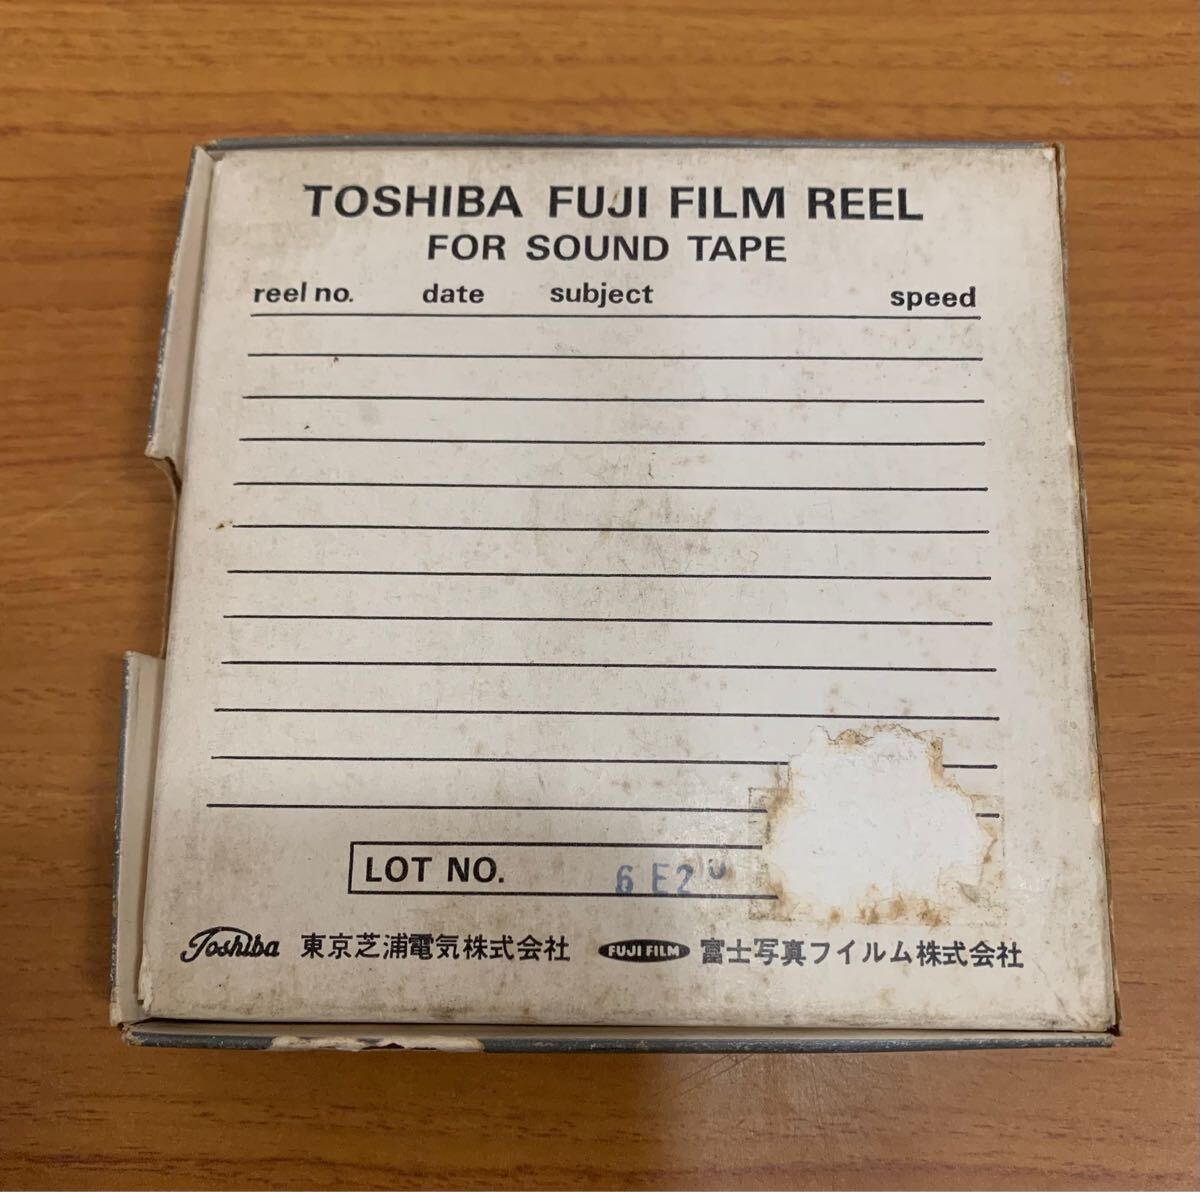 TOSHIBA FUJI FILM REEL
FOR SOUND TAPE
reel no. date subject speed
LOT NO. 6 E2
Toshiba 東京芝浦電気株式会社 FUJI FILM 富士写真フイルム株式会社